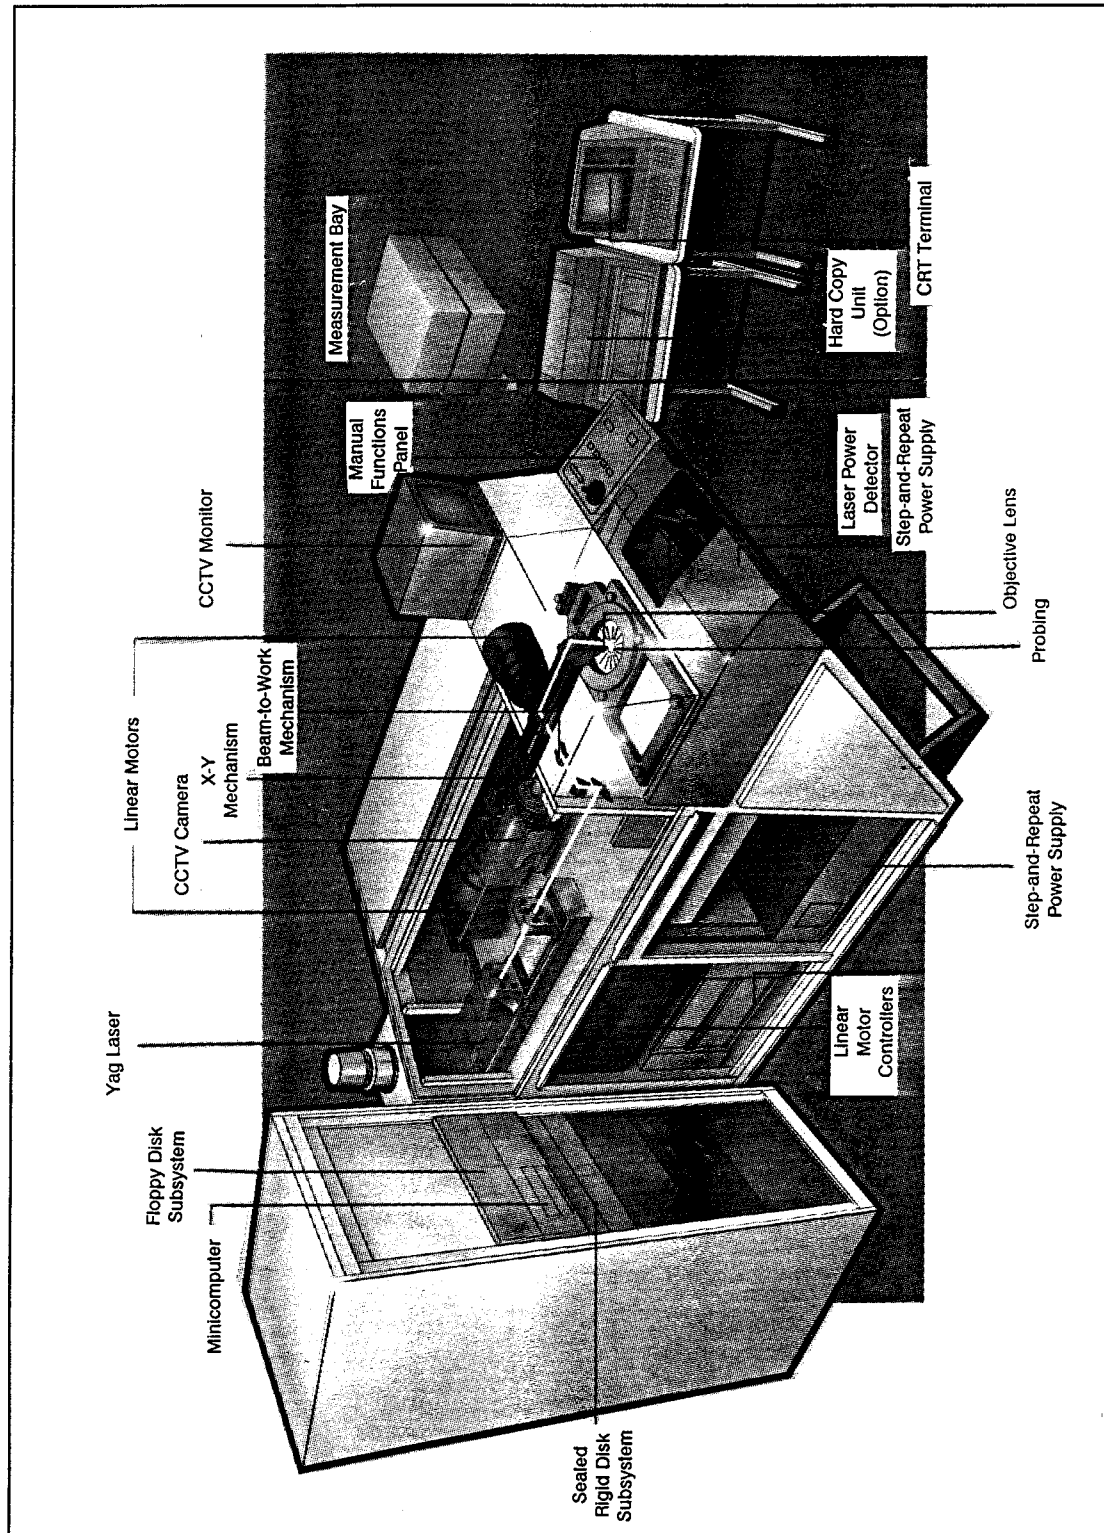 Yag Laser
Linear Motors
CCTV Monitor
Floppy Disk
Subsystem
CCTV Camera
Minicomputer
X-Y
Mechanism
Beam-to-Work
Mechanism
Manual
Functions
Panel
Measurement Bay
Sealed
Rigid Disk
Subsystem
Linear
Motor
Controllers
Step-and-Repeat
Power Supply
Probing
Objective Lens
Laser Power
Detector
Step-and-Repeat
Power Supply
Hard Copy
Unit
(Option)
CRT Terminal